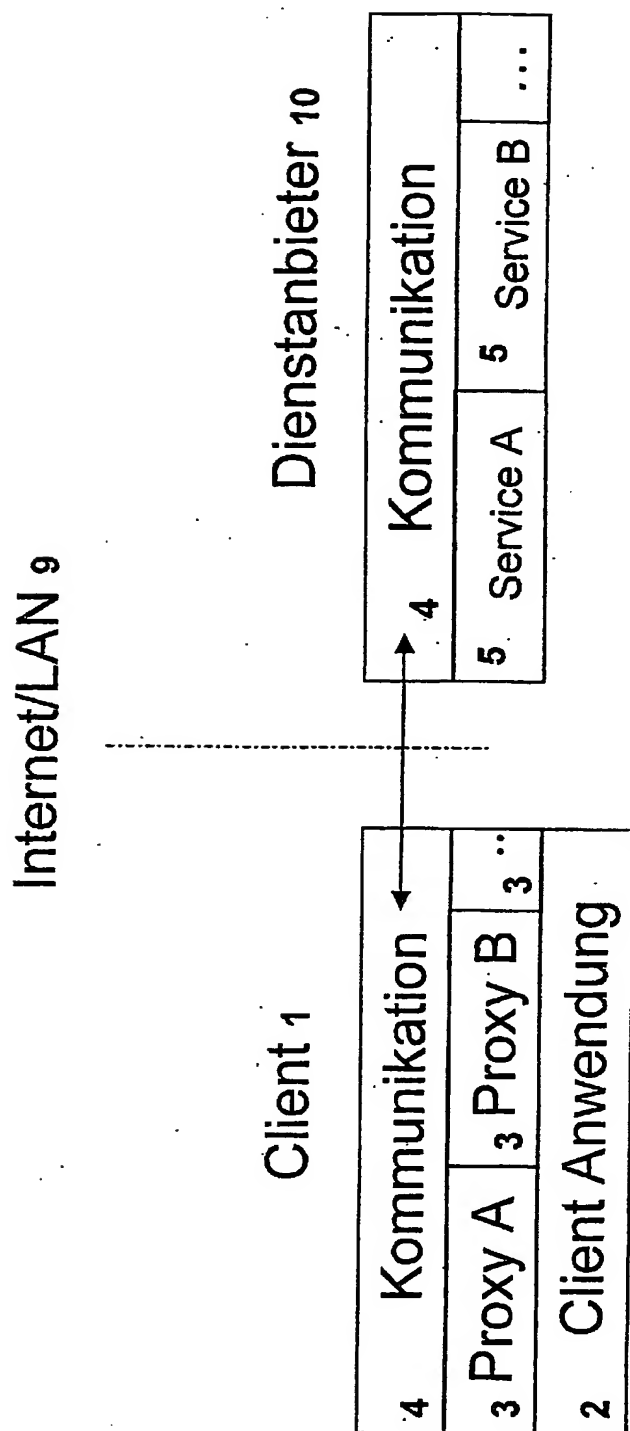 Internet/LAN 9
Client 1
Dienstanbieter 10
4 Kommunikation
3 Proxy A
3 Proxy B
3 ..
2 Client Anwendung
4 Kommunikation
5 Service A
5 Service B
...